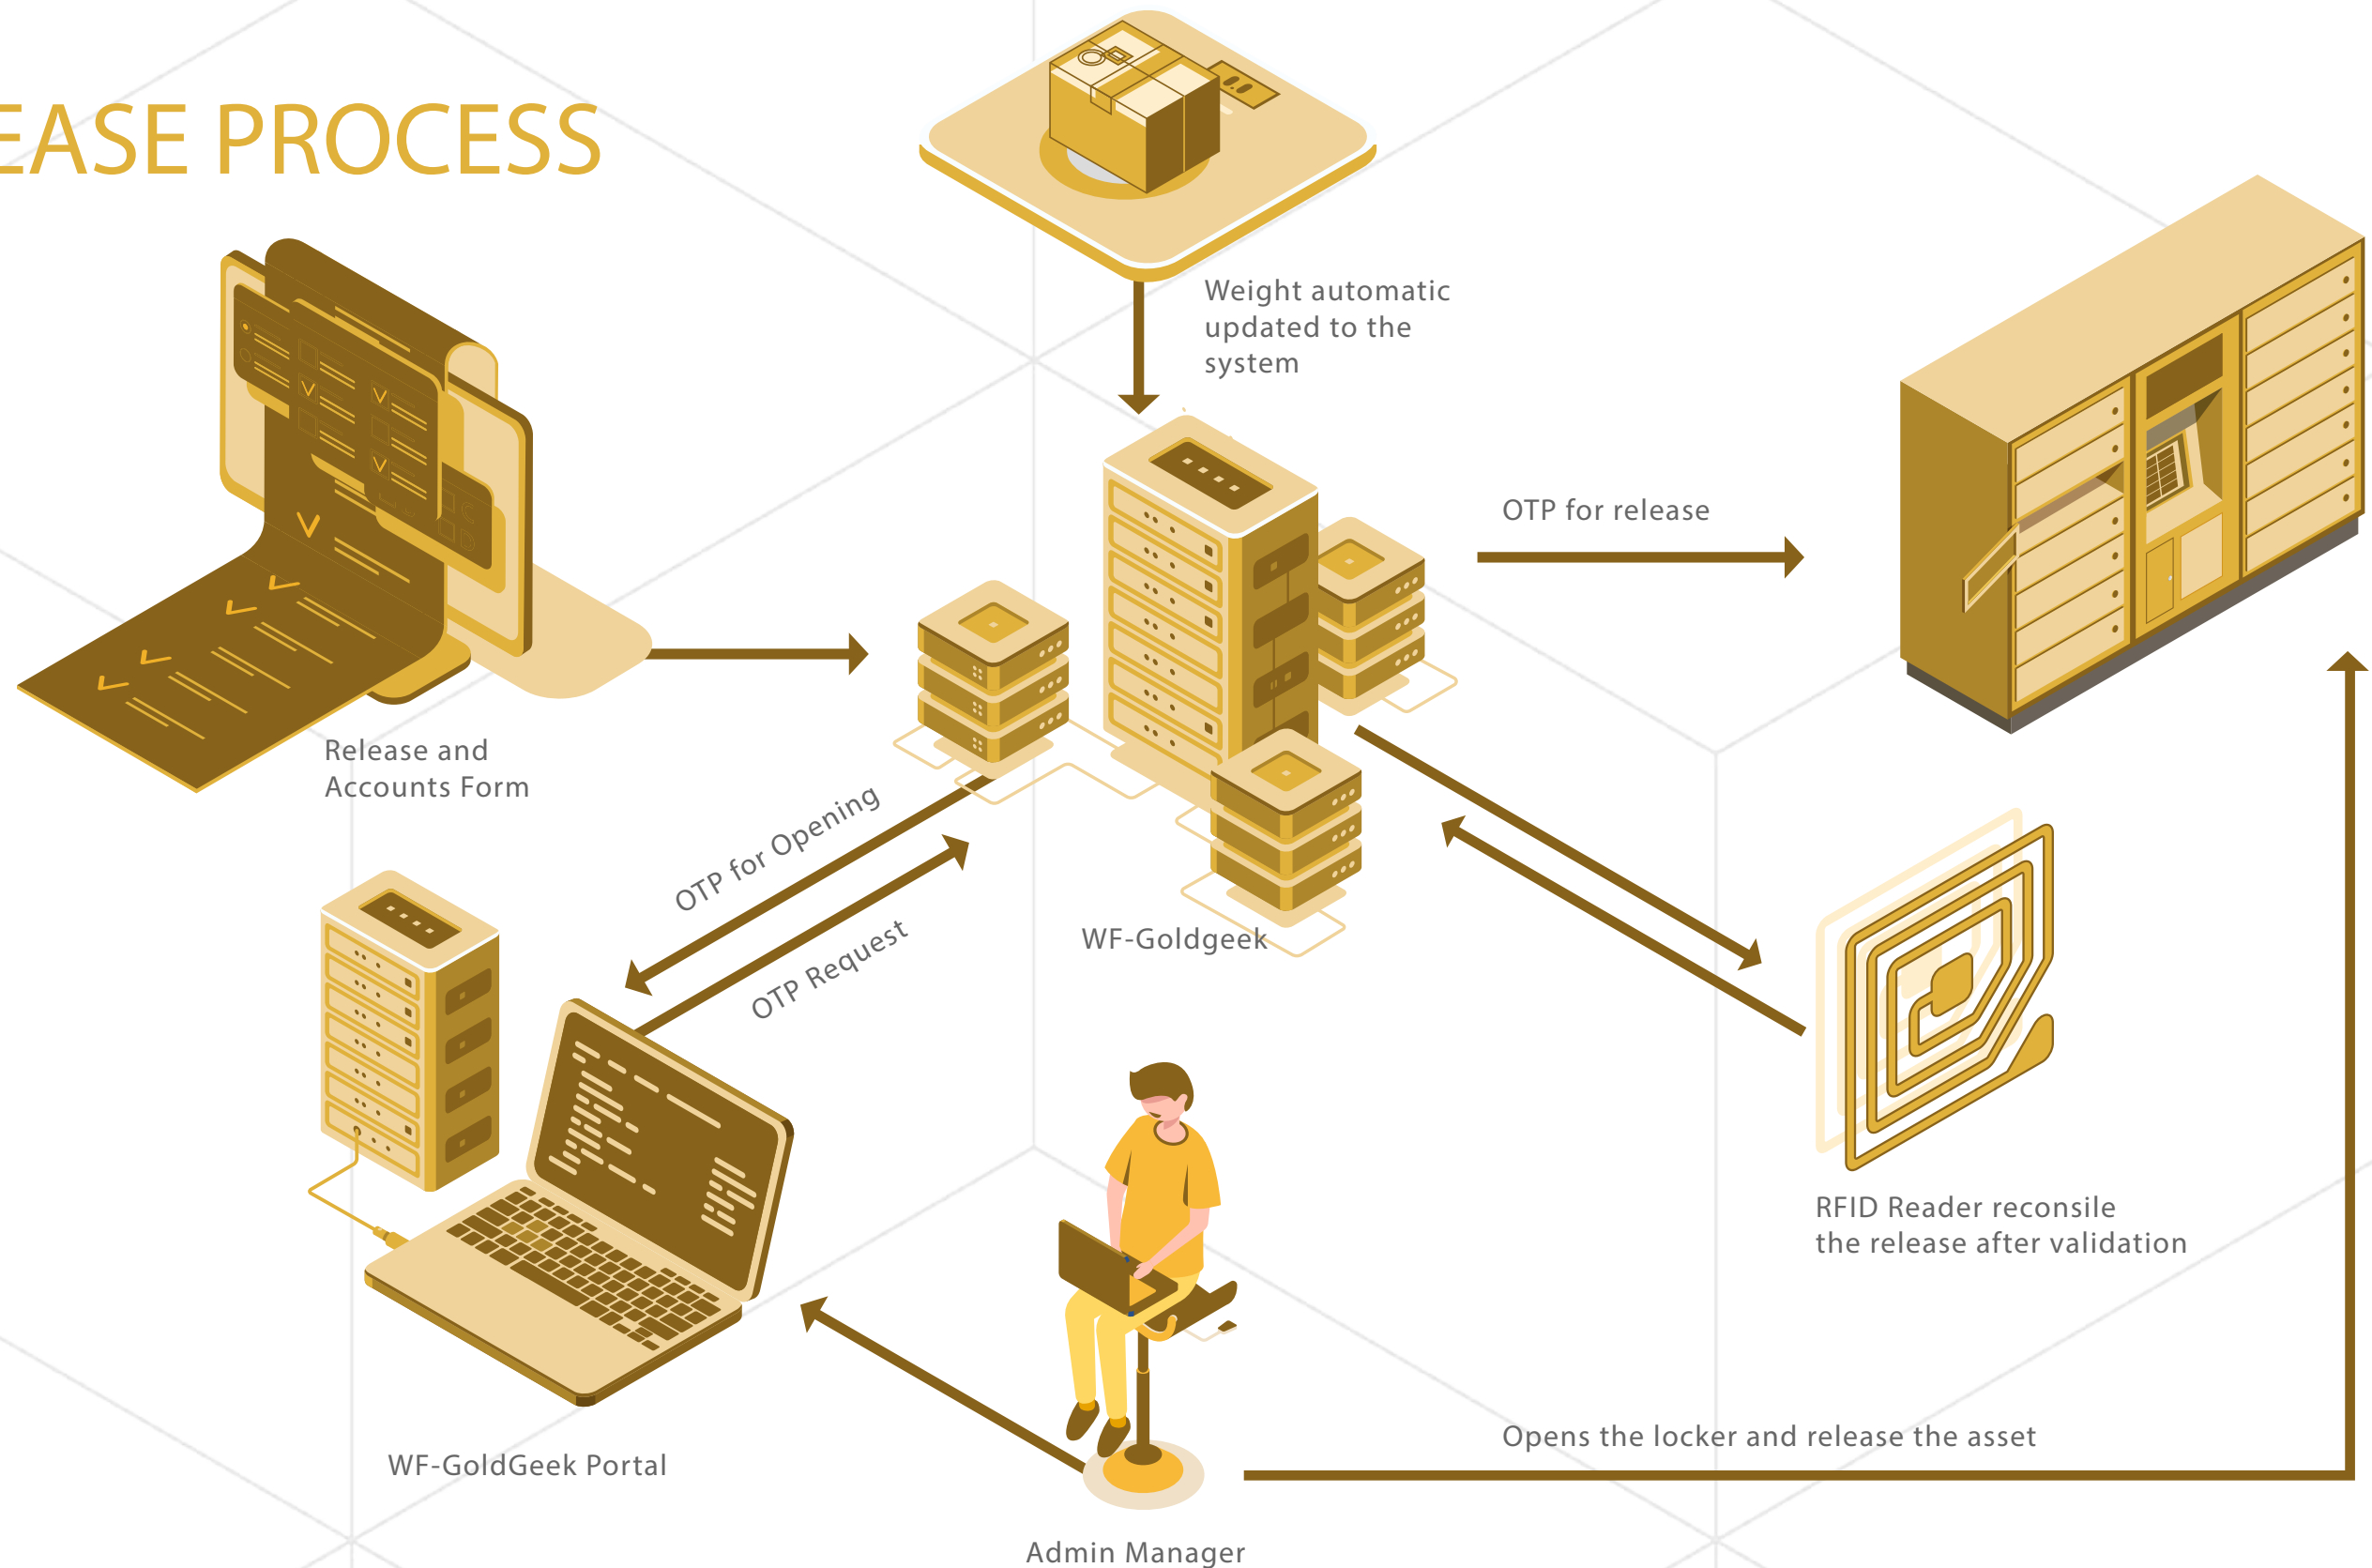 EASE PROCESS
Weight automatic
updated to the
system
OTP for release
Release and
Accounts Form
OTP for Opening
OTP Request
WF-Goldgeek
RFID Reader reconsile
the release after validation
Opens the locker and release the asset
WF-GoldGeek Portal
Admin Manager